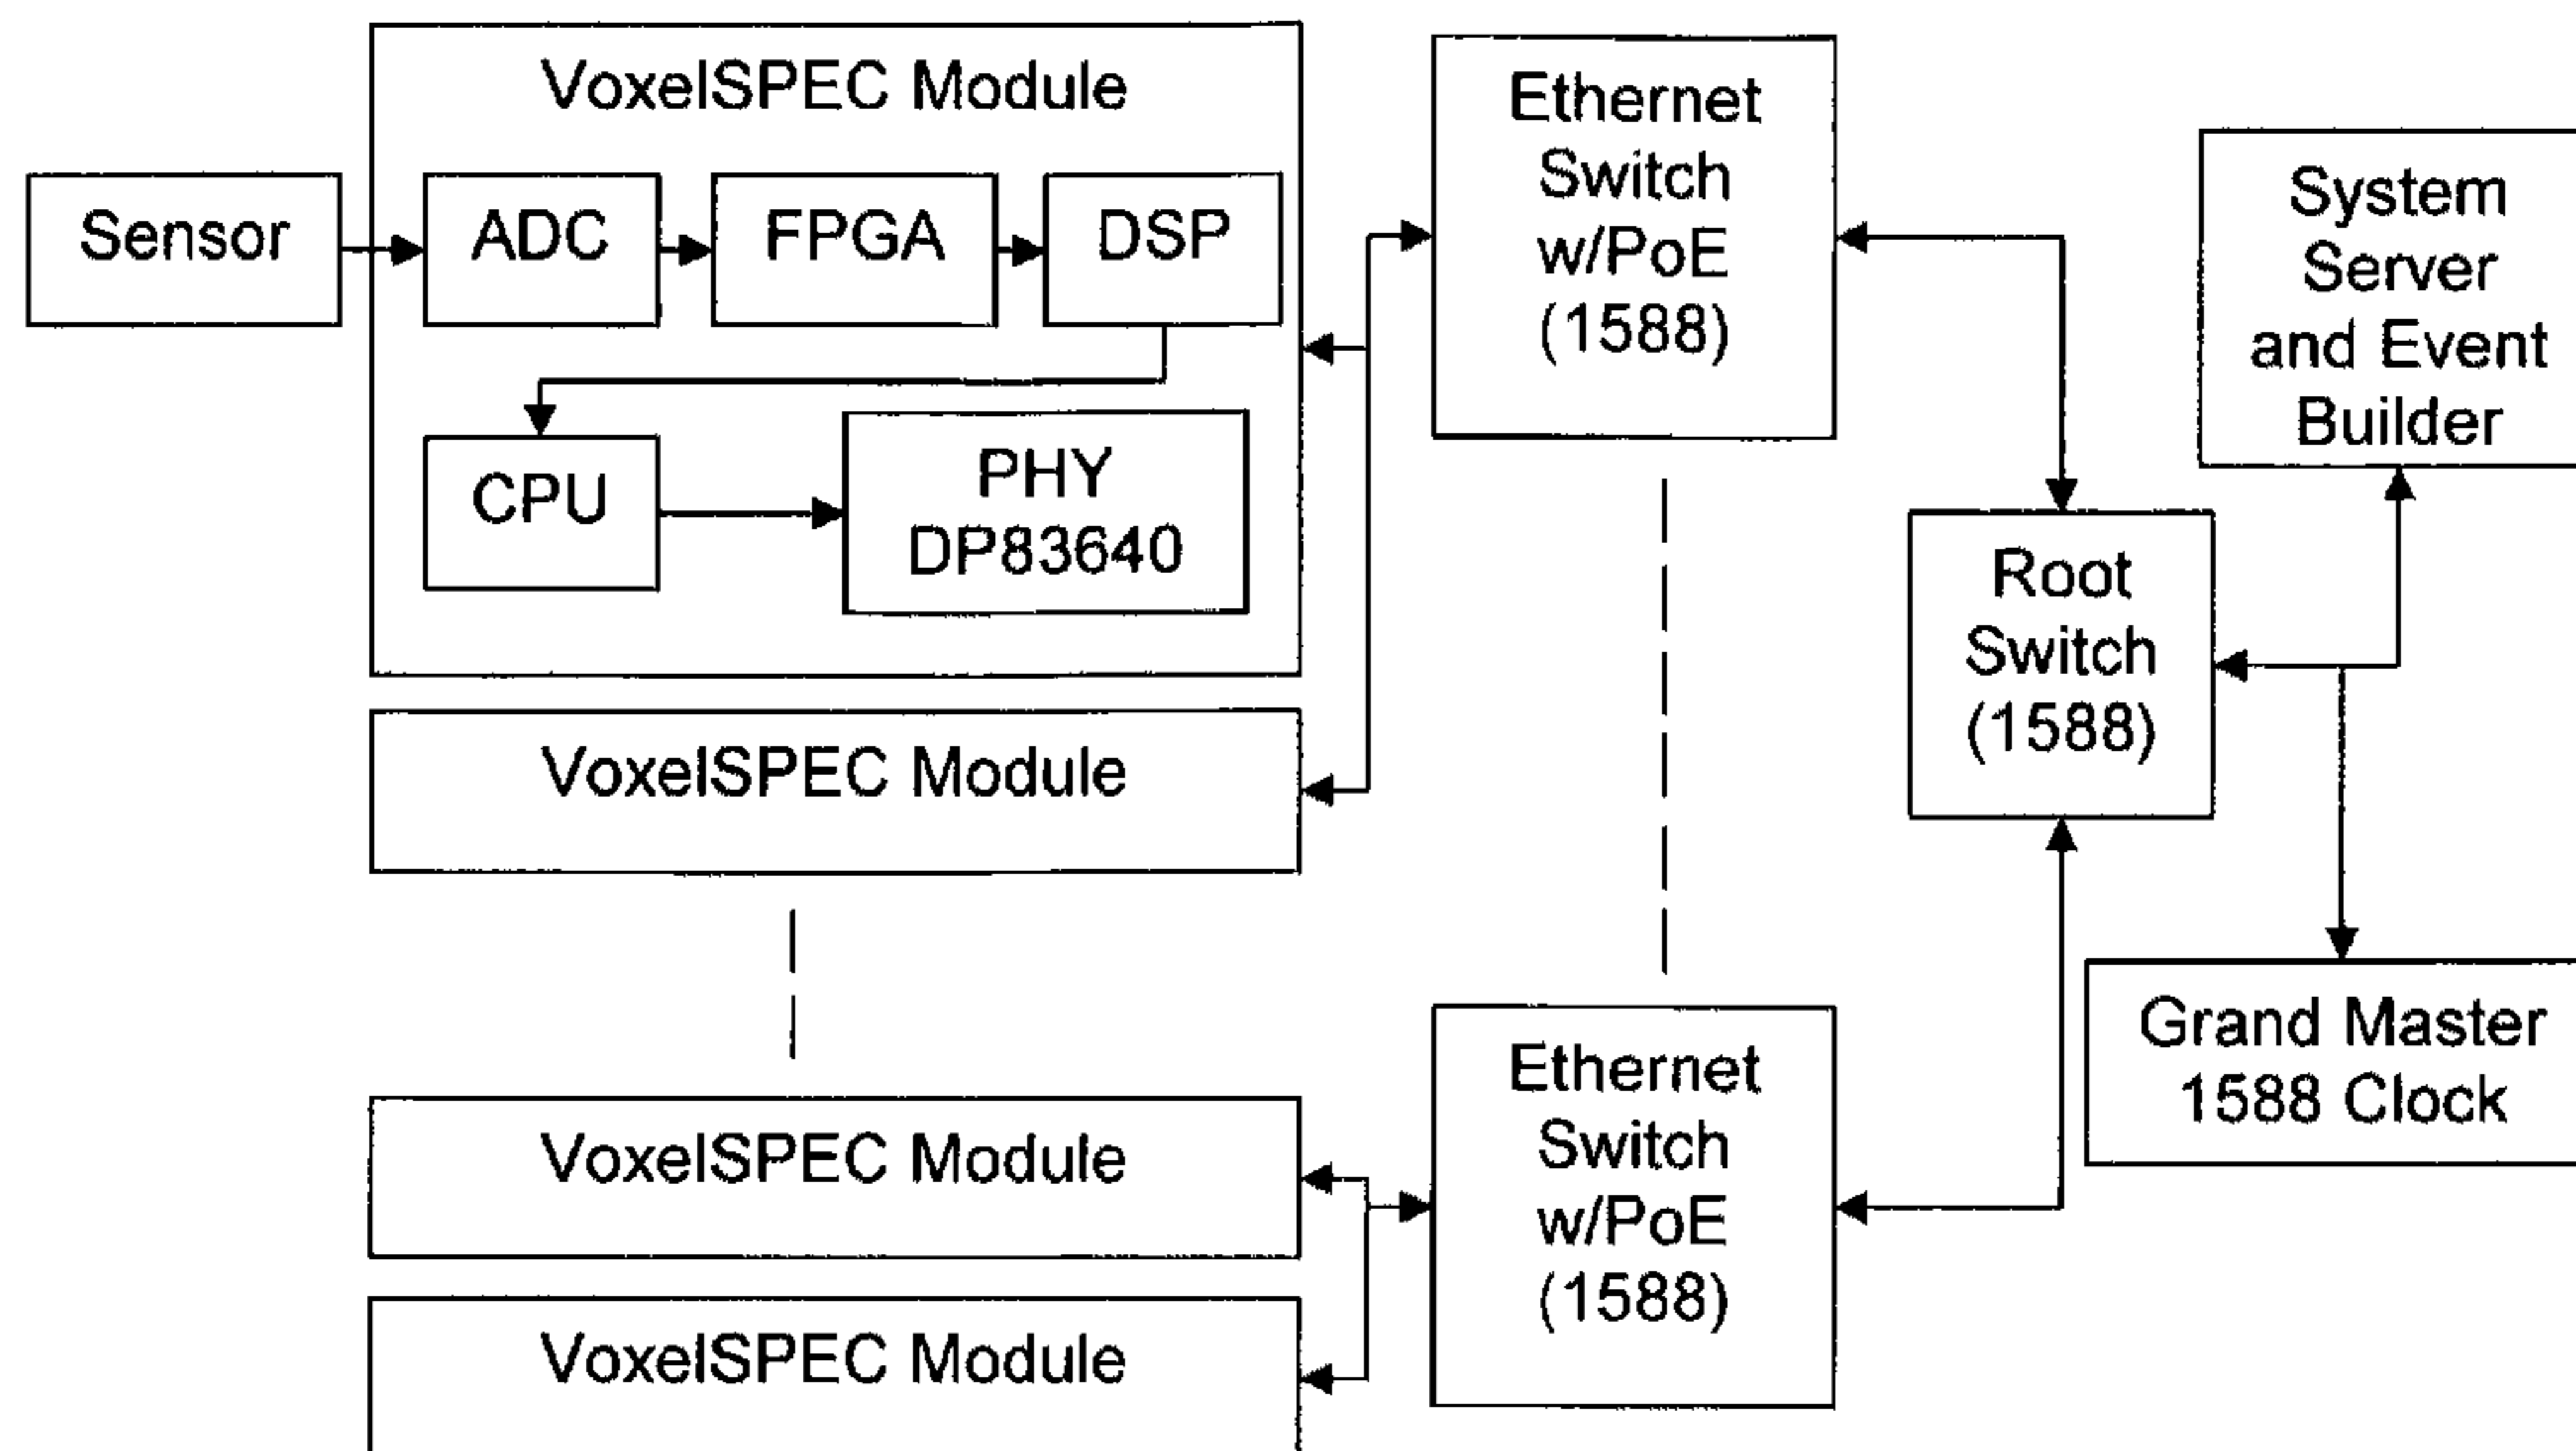 VoxelSPEC Module
Sensor
ADC
FPGA
DSP
CPU
PHY
DP83640
VoxelSPEC Module
VoxelSPEC Module
VoxelSPEC Module
Ethernet
Switch
w/PoE
(1588)
Ethernet
Switch
w/PoE
(1588)
Root
Switch
(1588)
System
Server
and Event
Builder
Grand Master
1588 Clock